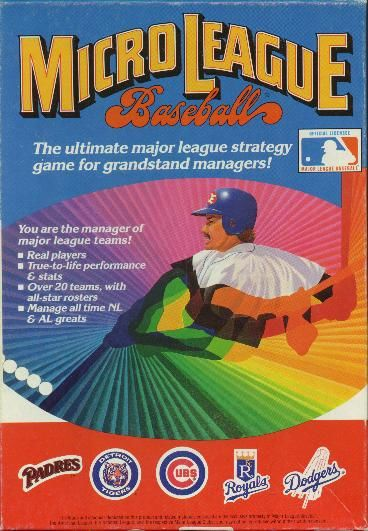 MICRO LEAGUE
Baseball
The ultimate major league strategy
game for grandstand managers!
OFFICIAL LICENSEE
MAJOR LEAGUE BASEBALL
You are the manager of
major league teams!
■ Real players
■ True-to-life performance
& stats
■ Over 20 teams, with
all-star rosters
■ Manage all time NL
& AL greats
PADRES
DETROIT
TIGERS
CUBS
R
Royals
Dodgers